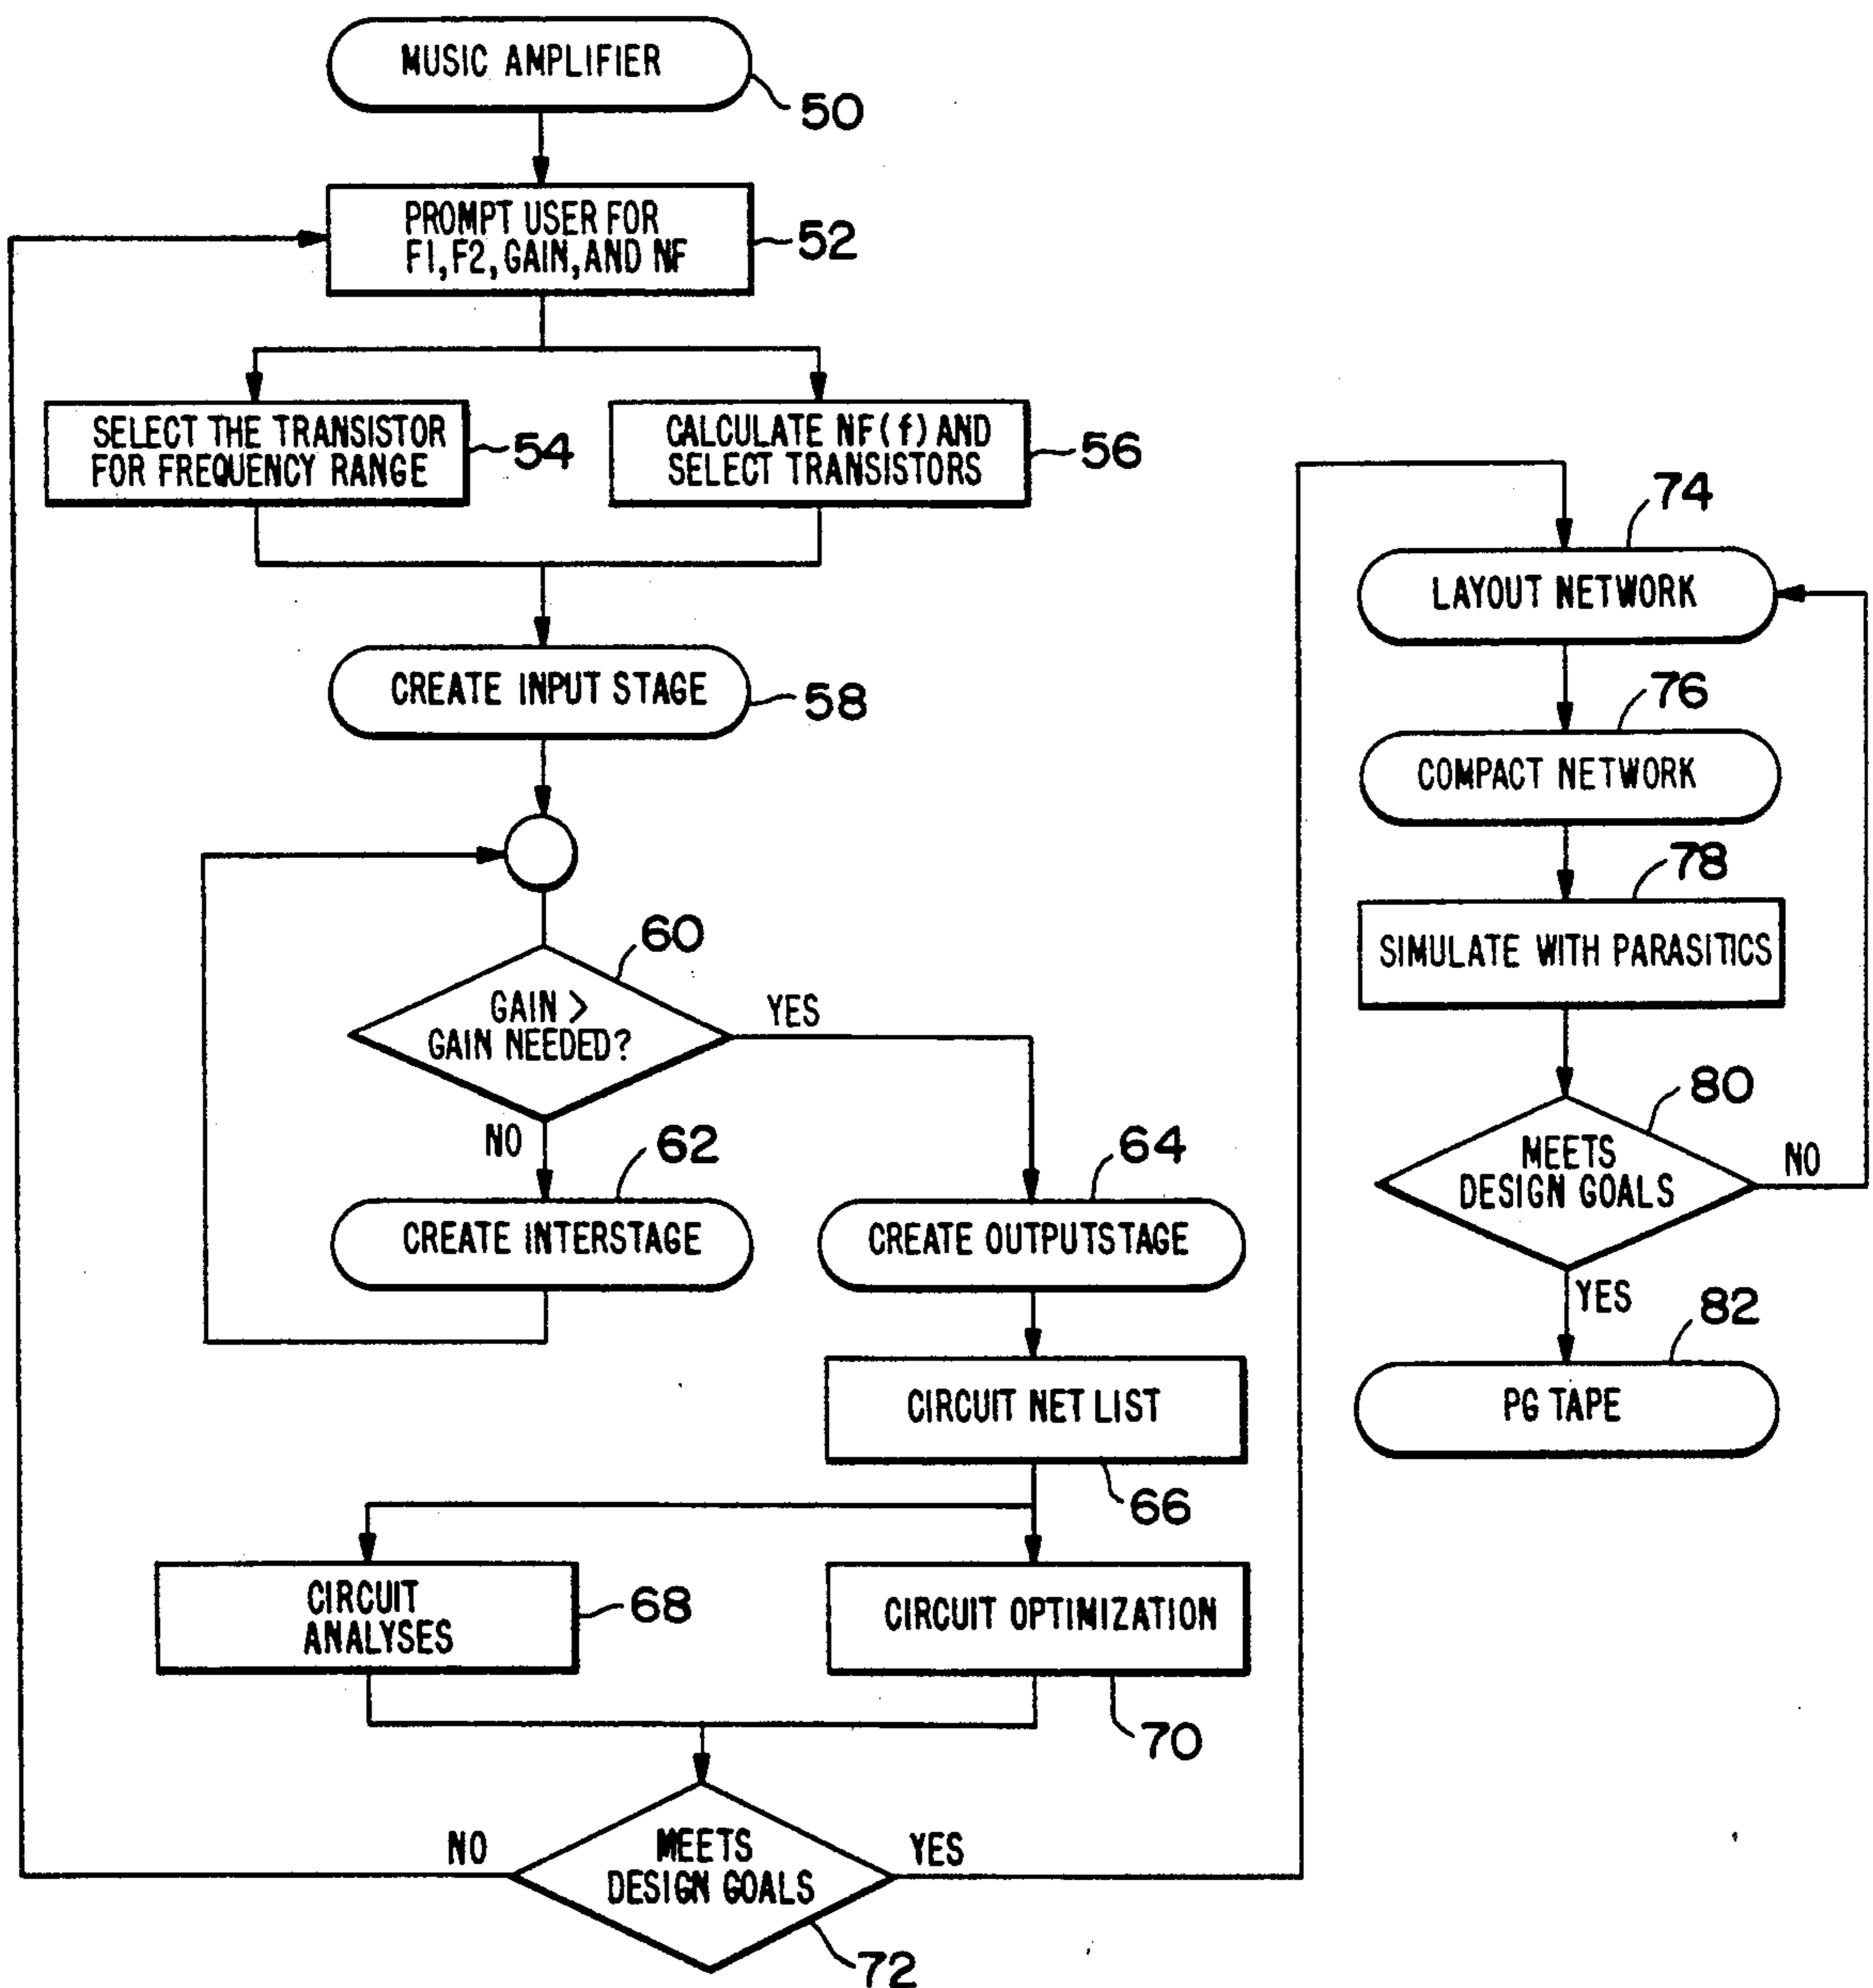 MUSIC AMPLIFIER
50
PROMPT USER FOR
F1, F2, GAIN, AND NF
52
SELECT THE TRANSISTOR
FOR FREQUENCY RANGE
54
CALCULATE NF(f) AND
SELECT TRANSISTORS
56
CREATE INPUT STAGE
58
60
GAIN >
GAIN NEEDED?
YES
NO
62
CREATE INTERSTAGE
64
CREATE OUTPUTSTAGE
CIRCUIT NET LIST
66
CIRCUIT
ANALYSES
68
CIRCUIT OPTIMIZATION
70
MEETS
DESIGN GOALS
NO
YES
72
74
LAYOUT NETWORK
76
COMPACT NETWORK
78
SIMULATE WITH PARASITICS
80
MEETS
DESIGN GOALS
NO
YES
82
PG TAPE